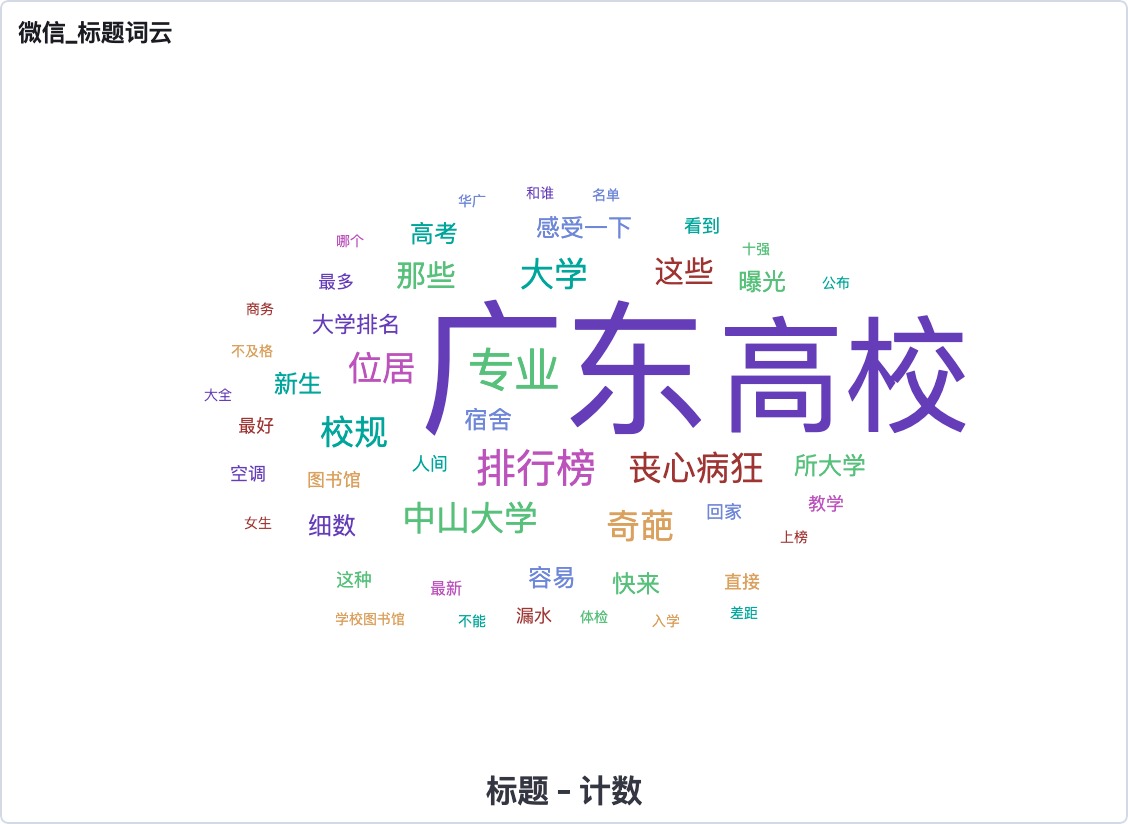 微信_标题词云
华广
和谁
名单
哪个
高考
感受一下
看到
十强
最多
那些
大学
这些
曝光
公布
商务
大学排名
广东高校
不及格
位居
专业
大全
新生
最好
校规
宿舍
空调
图书馆
人间
排行榜
丧心病狂
所大学
女生
细数
中山大学
奇葩
回家
教学
上榜
这种
最新
容易
快来
直接
学校图书馆
不能
漏水
体检
入学
差距
标题 – 计数